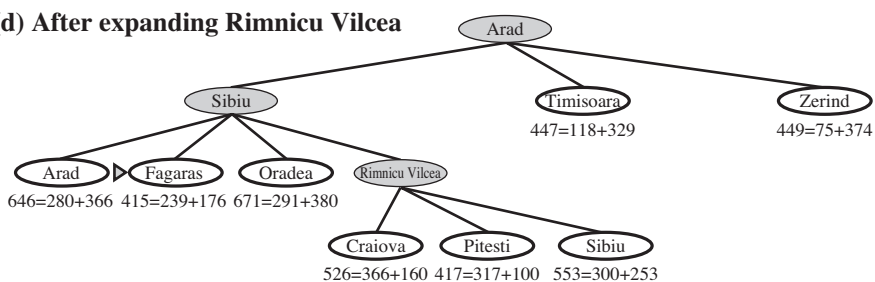 (d) After expanding Rimnicu Vilcea
Arad
Sibiu
Timisoara
Zerind
447=118+329
449=75+374
Arad
Fagaras
Oradea
Rimnicu Vilcea
646=280+366 415=239+176 671=291+380
Craiova
Pitesti
Sibiu
526=366+160 417=317+100 553=300+253